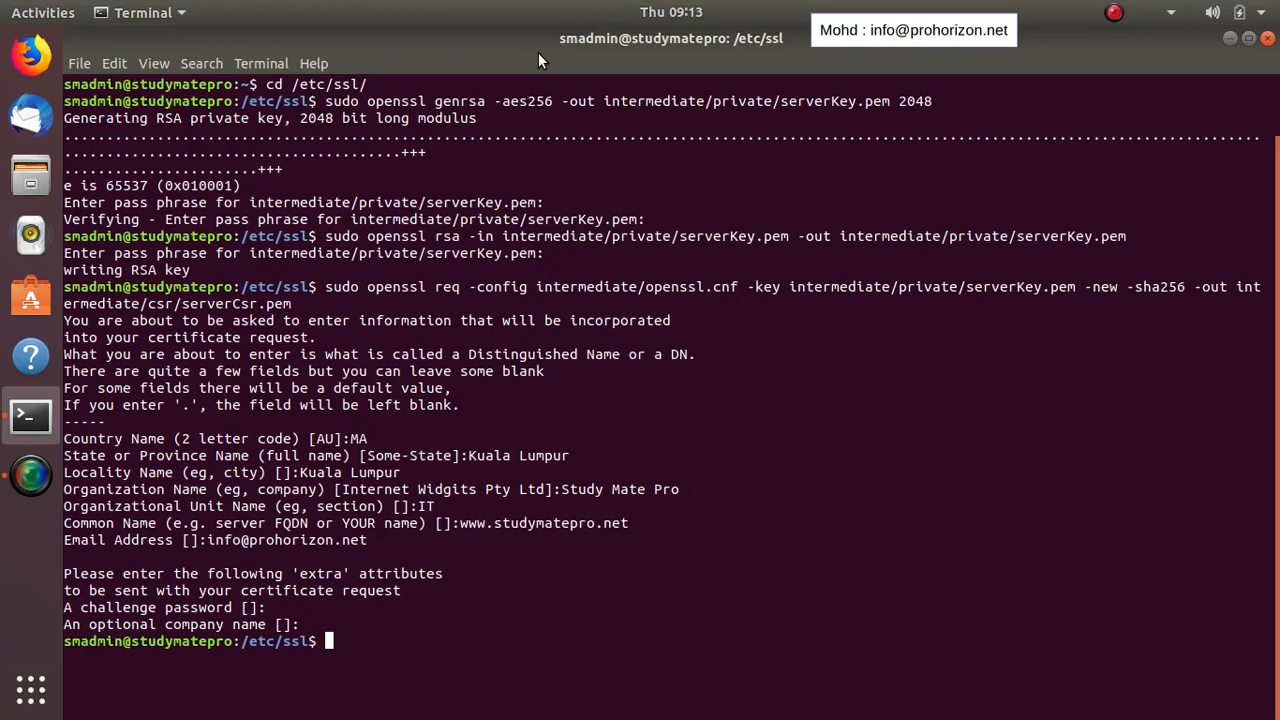 Activities Terminal Thu 09:13
Mohd : info@prohorizon.net
smadmin@studymatepro: /etc/ssl
File Edit View Search Terminal Help
smadmin@studymatepro:~$ cd /etc/ssl/
smadmin@studymatepro:/etc/ssl$ sudo openssl genrsa -aes256 -out intermediate/private/serverKey.pem 2048
Generating RSA private key, 2048 bit long modulus
..............................................................................................................................................
........................................+++
.......................+++
e is 65537 (0x010001)
Enter pass phrase for intermediate/private/serverKey.pem:
Verifying - Enter pass phrase for intermediate/private/serverKey.pem:
smadmin@studymatepro:/etc/ssl$ sudo openssl rsa -in intermediate/private/serverKey.pem -out intermediate/private/serverKey.pem
Enter pass phrase for intermediate/private/serverKey.pem:
writing RSA key
smadmin@studymatepro:/etc/ssl$ sudo openssl req -config intermediate/openssl.cnf -key intermediate/private/serverKey.pem -new -sha256 -out int
ermediate/csr/serverCsr.pem
You are about to be asked to enter information that will be incorporated
into your certificate request.
What you are about to enter is what is called a Distinguished Name or a DN.
There are quite a few fields but you can leave some blank
For some fields there will be a default value,
If you enter '.', the field will be left blank.
-----
Country Name (2 letter code) [AU]:MA
State or Province Name (full name) [Some-State]:Kuala Lumpur
Locality Name (eg, city) []:Kuala Lumpur
Organization Name (eg, company) [Internet Widgits Pty Ltd]:Study Mate Pro
Organizational Unit Name (eg, section) []:IT
Common Name (e.g. server FQDN or YOUR name) []:www.studymatepro.net
Email Address []:info@prohorizon.net
Please enter the following 'extra' attributes
to be sent with your certificate request
A challenge password []:
An optional company name []:
smadmin@studymatepro:/etc/ssl$